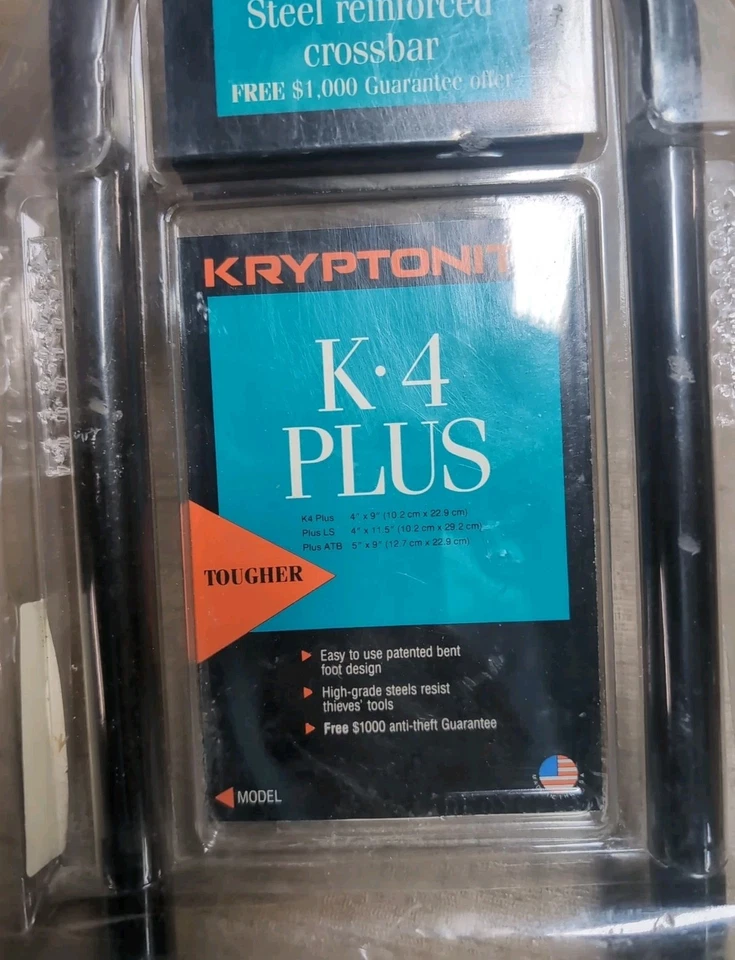 Steel reinforced
crossbar
FREE $1,000 Guarantee offer
KRYPTONIT
K·4
PLUS
K4 Plus 4" x 9" (10.2 cm x 22.9 cm)
Plus LS 4" x 11.5" (10.2 cm x 29.2 cm)
Plus ATB 5" x 9" (12.7 cm x 22.9 cm)
TOUGHER
Easy to use patented bent
foot design
High-grade steels resist
thieves' tools
Free $1000 anti-theft Guarantee
MODEL